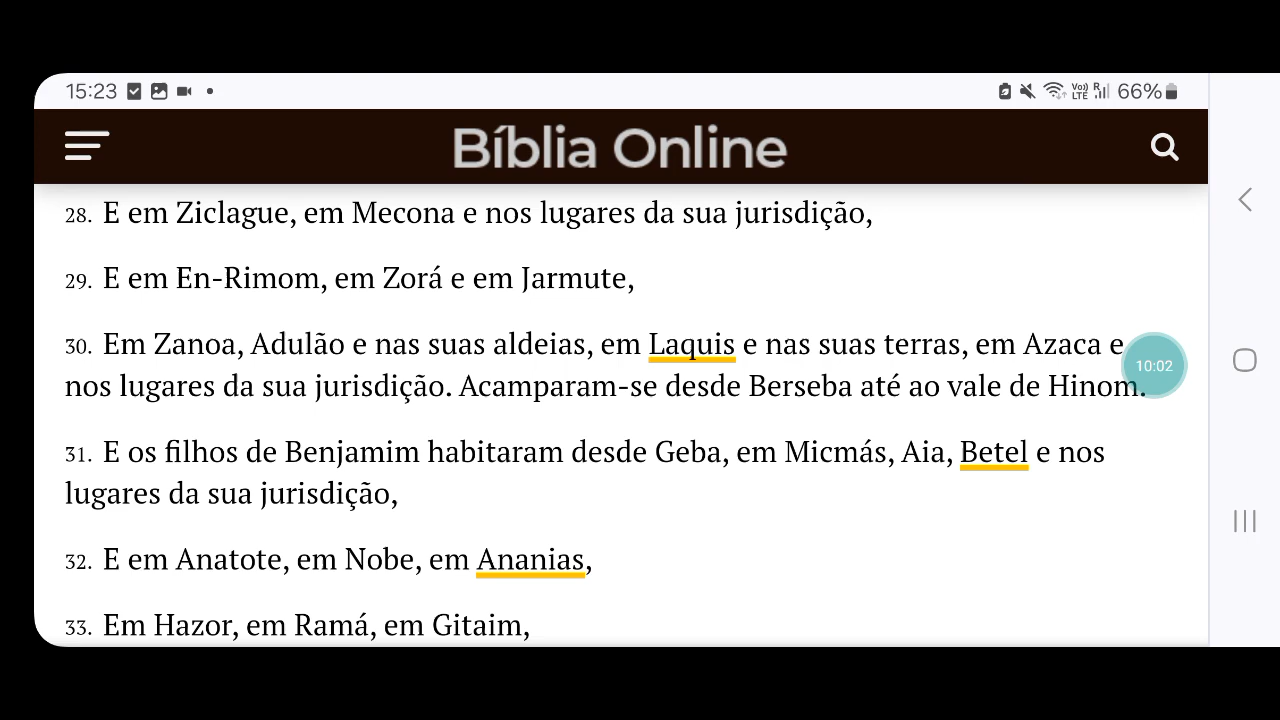 15:23
Vo)) LTE R 66%
Bíblia Online
28. E em Ziclague, em Mecona e nos lugares da sua jurisdição,
29. E em En-Rimom, em Zorá e em Jarmute,
30. Em Zanoa, Adulão e nas suas aldeias, em Laquis e nas suas terras, em Azaca e
nos lugares da sua jurisdição. Acamparam-se desde Berseba até ao vale de Hinom.
10:02
31. E os filhos de Benjamim habitaram desde Geba, em Micmás, Aia, Betel e nos
lugares da sua jurisdição,
32. E em Anatote, em Nobe, em Ananias,
33. Em Hazor, em Ramá, em Gitaim,